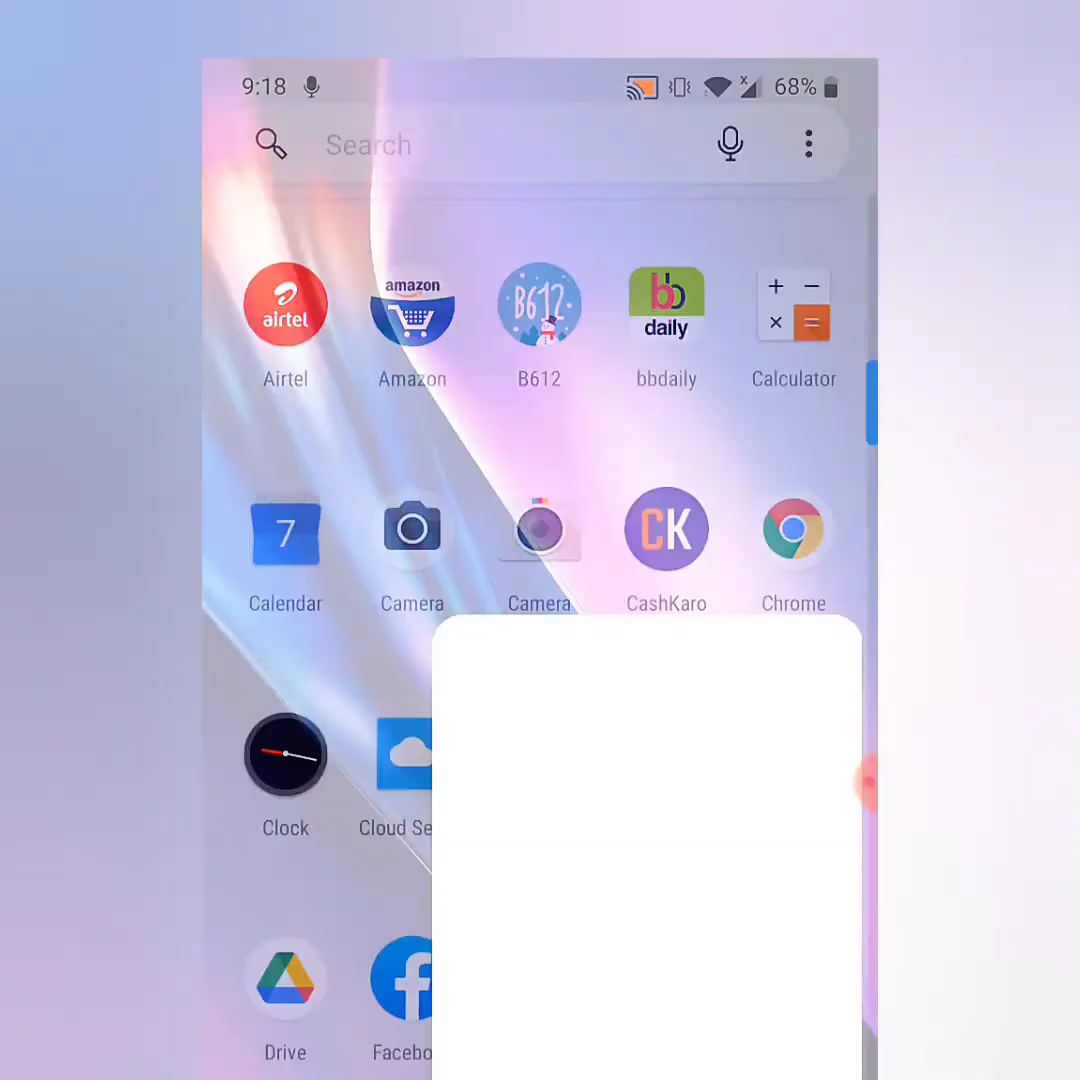 9:18 x 68%
Search
airtel
amazon
B612
bb
daily
+ −
× =
Airtel Amazon B612 bbdaily Calculator
7
CK
Calendar Camera Camera CashKaro Chrome
Clock Cloud Se
f
Drive Facebo